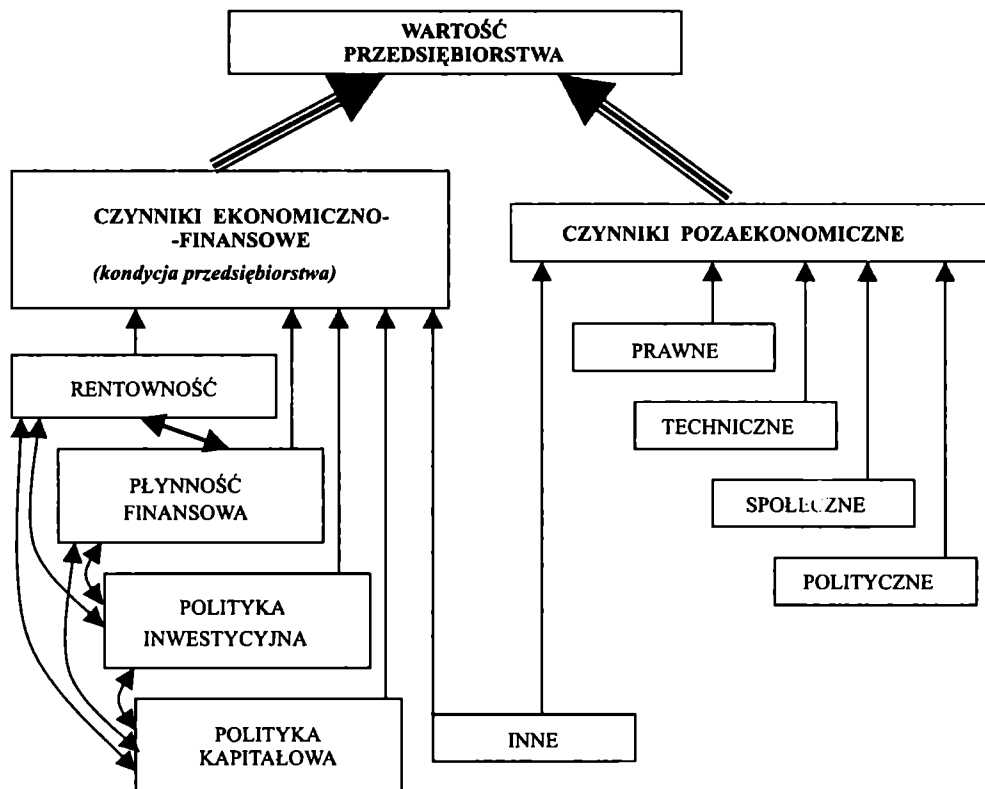 WARTOŚĆ
PRZEDSIĘBIORSTWA
CZYNNIKI EKONOMICZNO-
-FINANSOWE
(kondycja przedsiębiorstwa)
CZYNNIKI POZAEKONOMICZNE
PRAWNE
RENTOWNOŚĆ
TECHNICZNE
PŁYNNOŚĆ
FINANSOWA
SPOŁECZNE
POLITYCZNE
POLITYKA
INWESTYCYJNA
POLITYKA
KAPITAŁOWA
INNE